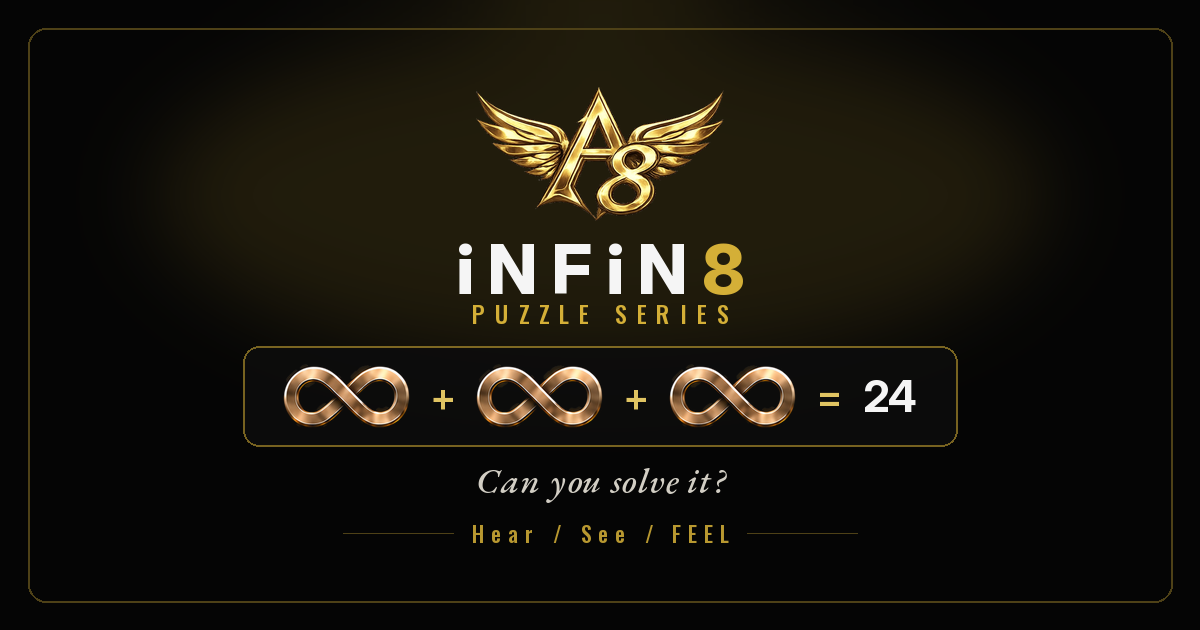 A8
iNFiN8
PUZZLE SERIES
∞ + ∞ + ∞ = 24
Can you solve it?
Hear / See / FEEL